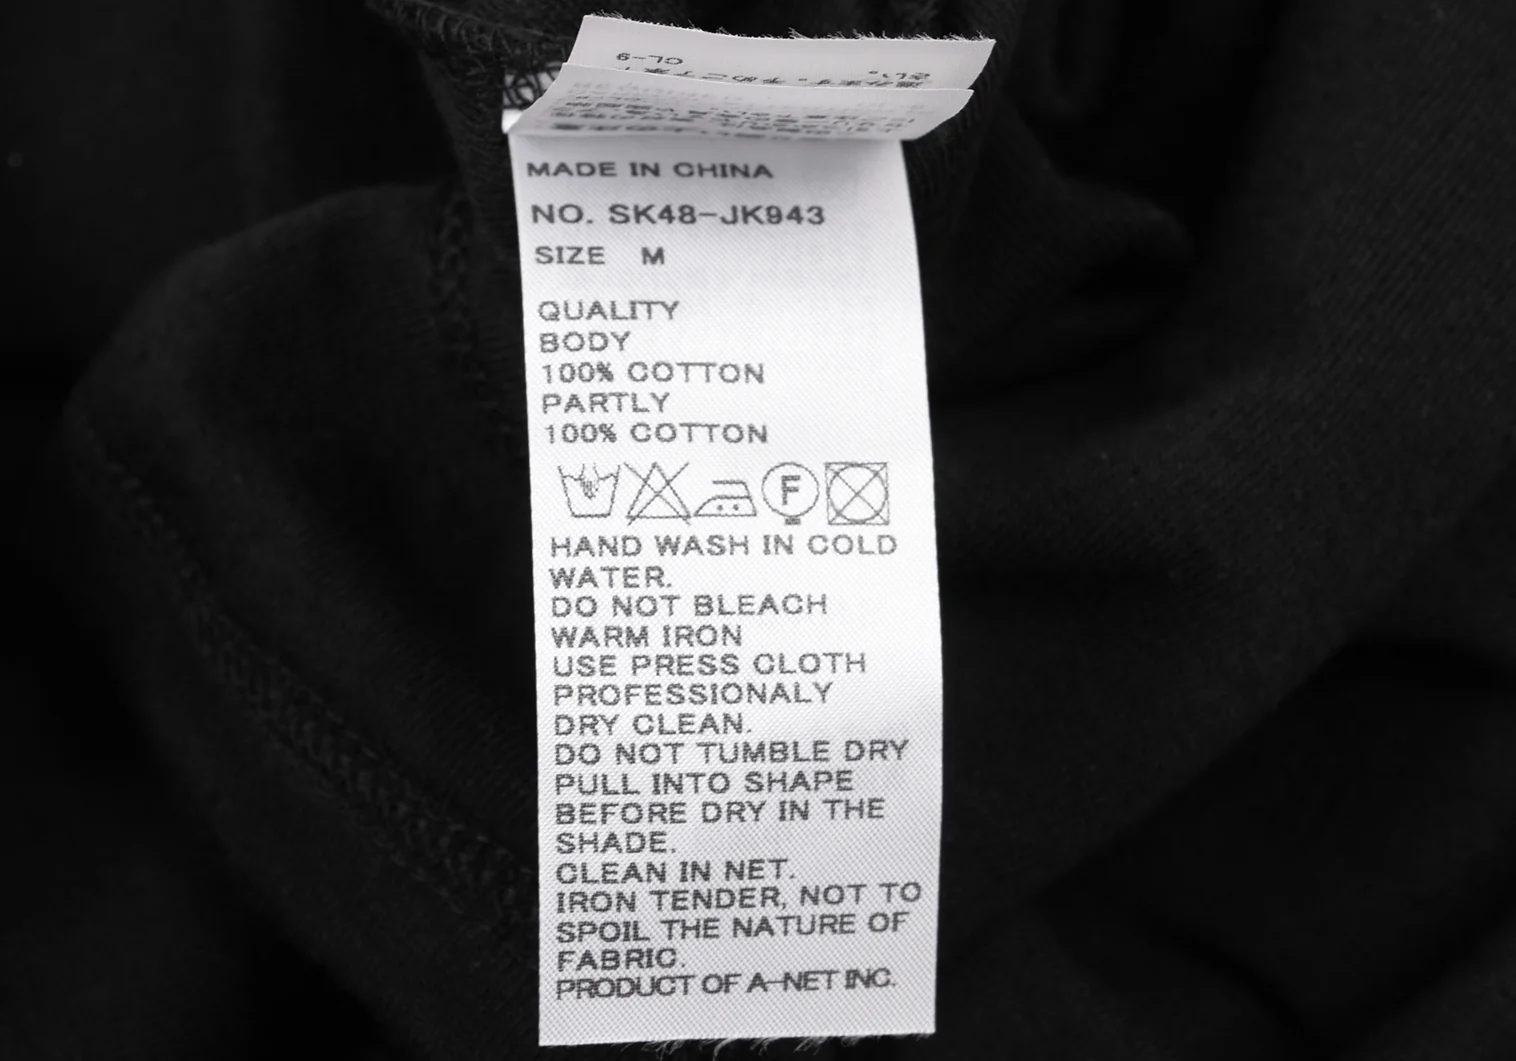 CL-9
MADE IN CHINA
NO. SK48-JK943
SIZE M
QUALITY
BODY
100% COTTON
PARTLY
100% COTTON
F
HAND WASH IN COLD
WATER.
DO NOT BLEACH
WARM IRON
USE PRESS CLOTH
PROFESSIONALY
DRY CLEAN.
DO NOT TUMBLE DRY
PULL INTO SHAPE
BEFORE DRY IN THE
SHADE.
CLEAN IN NET.
IRON TENDER, NOT TO
SPOIL THE NATURE OF
FABRIC.
PRODUCT OF A-NET INC.